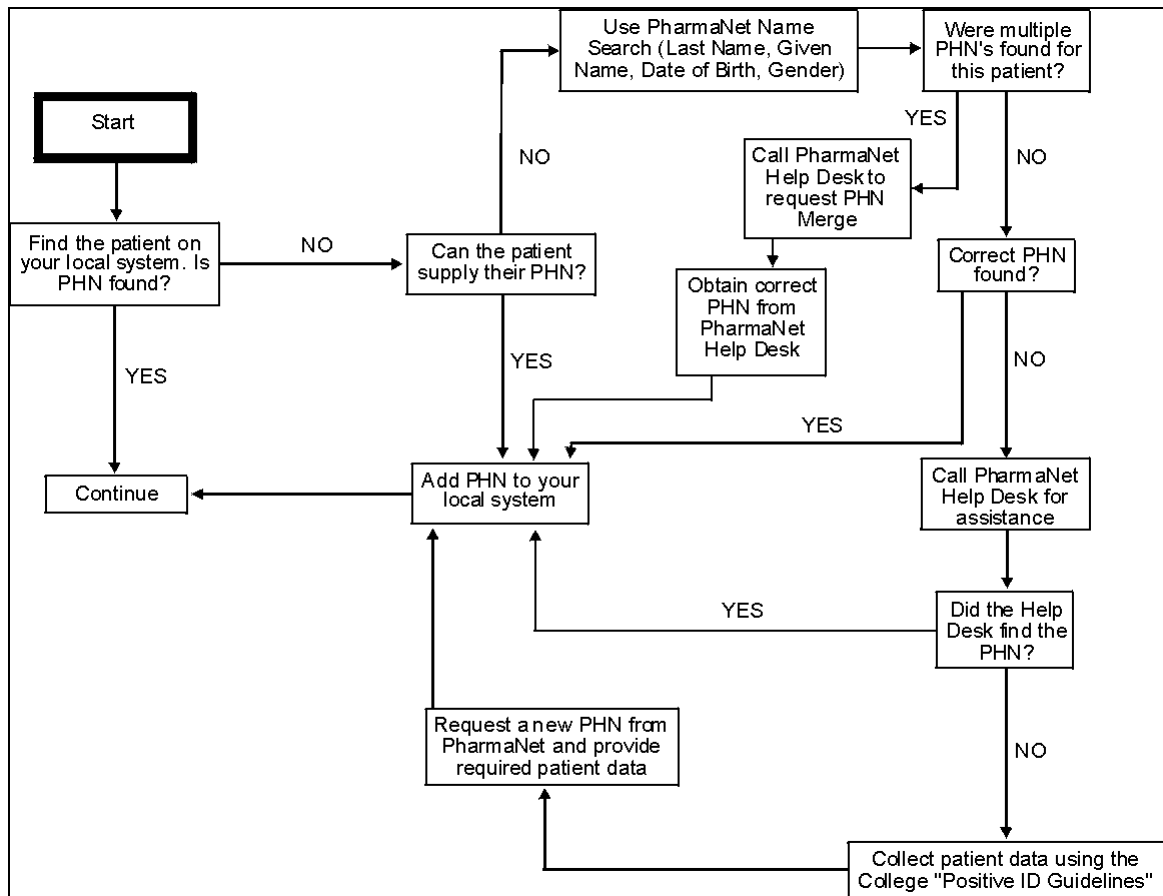 Use PharmaNet Name
Search (Last Name, Given
Name, Date of Birth, Gender)
Were multiple
PHN's found for
this patient?
Start
YES
NO
Call PharmaNet
Help Desk to
request PHN
Merge
NO
Find the patient on
your local system. Is
PHN found?
NO
Can the patient
supply their PHN?
Correct PHN
found?
Obtain correct
PHN from
PharmaNet
Help Desk
YES
YES
NO
YES
Continue
Add PHN to your
local system
Call PharmaNet
Help Desk for
assistance
YES
Did the Help
Desk find the
PHN?
Request a new PHN from
PharmaNet and provide
required patient data
NO
Collect patient data using the
College "Positive ID Guidelines"